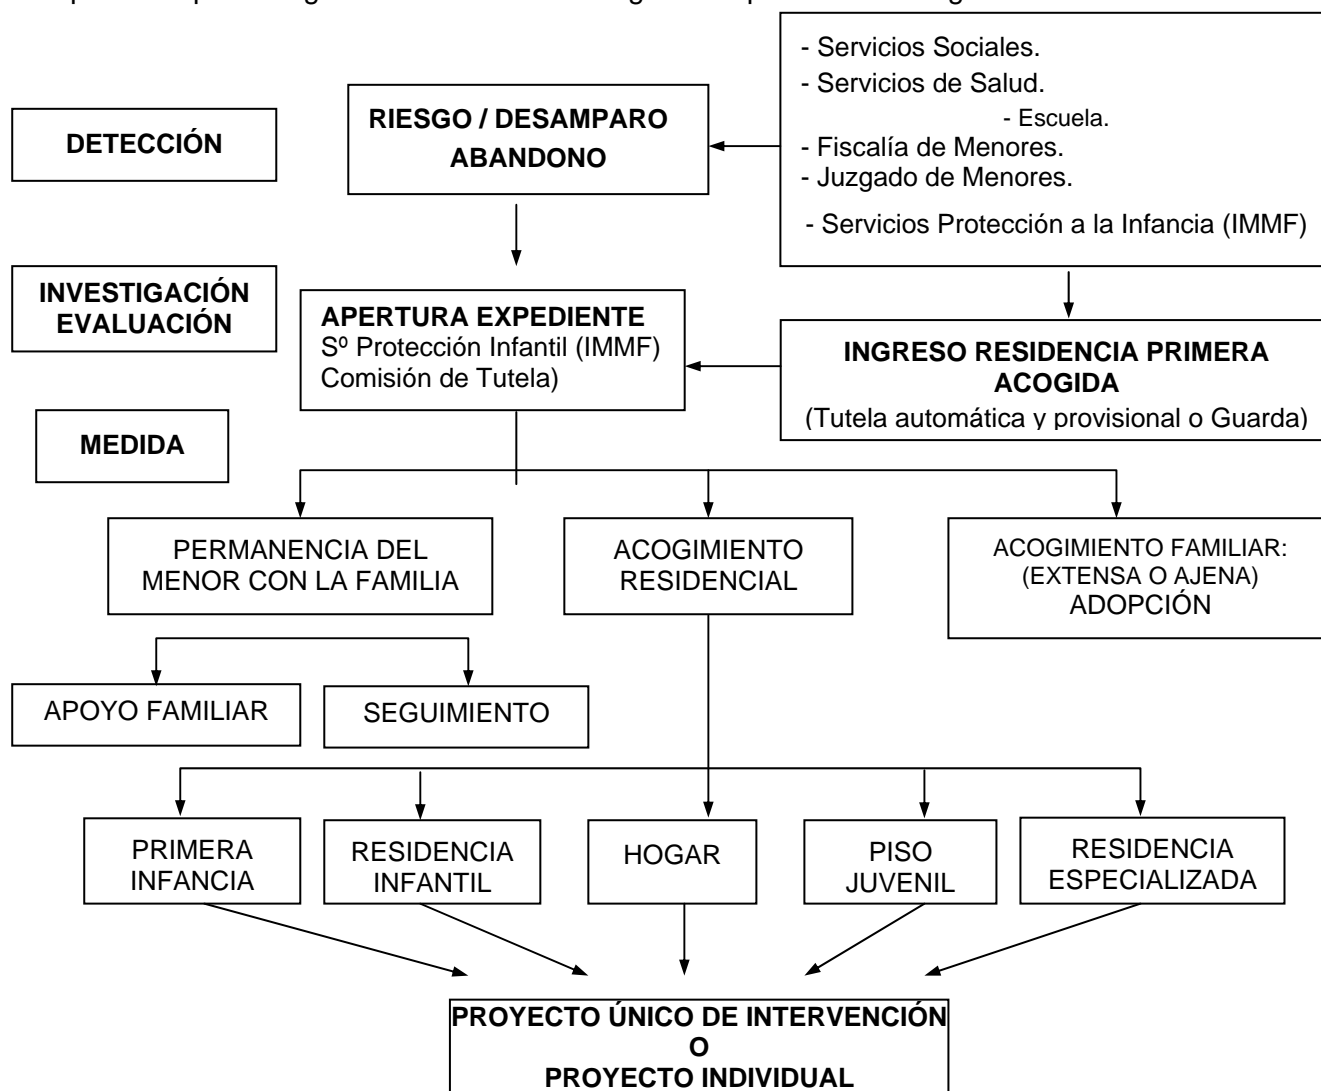 - Servicios Sociales.
- Servicios de Salud.
- Escuela.
- Fiscalía de Menores.
- Juzgado de Menores.
- Servicios Protección a la Infancia (IMMF)
DETECCIÓN
RIESGO / DESAMPARO
ABANDONO
INVESTIGACIÓN
EVALUACIÓN
APERTURA EXPEDIENTE
Sº Protección Infantil (IMMF)
Comisión de Tutela)
INGRESO RESIDENCIA PRIMERA
ACOGIDA
(Tutela automática y provisional o Guarda)
MEDIDA
PERMANENCIA DEL
MENOR CON LA FAMILIA
ACOGIMIENTO
RESIDENCIAL
ACOGIMIENTO FAMILIAR:
(EXTENSA O AJENA)
ADOPCIÓN
APOYO FAMILIAR
SEGUIMIENTO
PRIMERA
INFANCIA
RESIDENCIA
INFANTIL
HOGAR
PISO
JUVENIL
RESIDENCIA
ESPECIALIZADA
PROYECTO ÚNICO DE INTERVENCIÓN
O
PROYECTO INDIVIDUAL